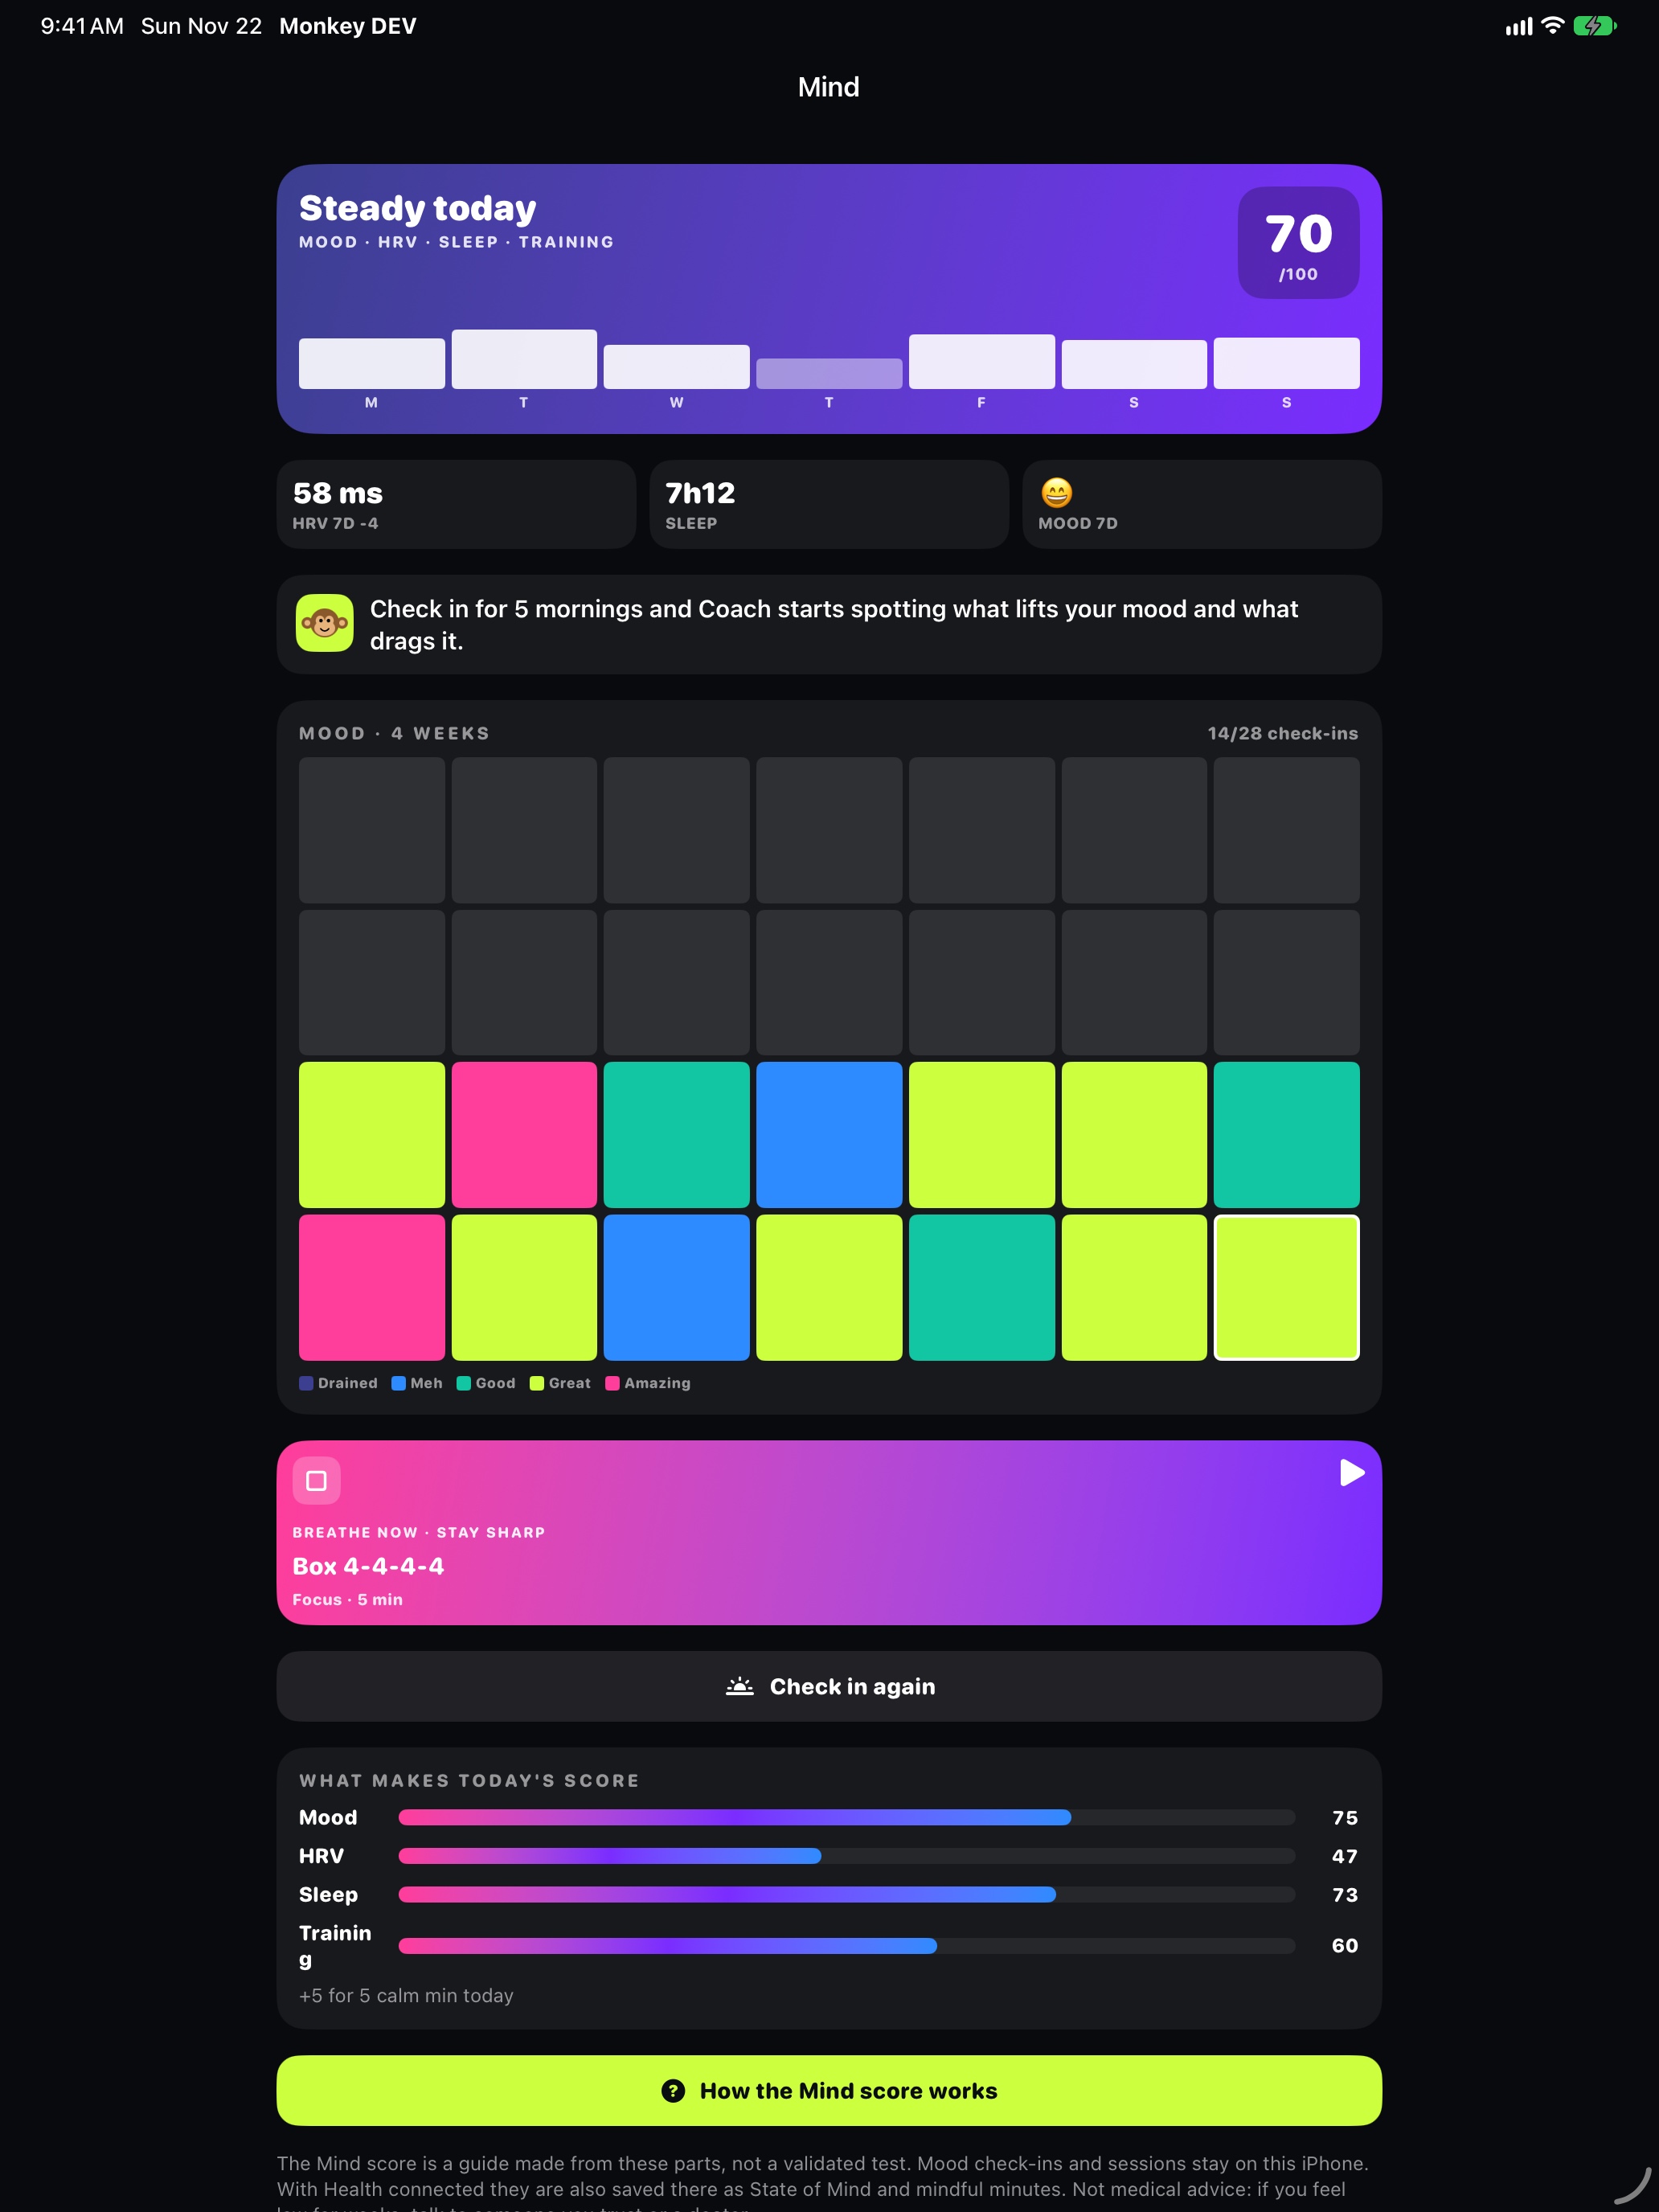 9:41 AM Sun Nov 22 Monkey DEV
Mind
Steady today
MOOD · HRV · SLEEP · TRAINING
70
/100
M T W T F S S
58 ms
HRV 7D -4
7h12
SLEEP
MOOD 7D
Check in for 5 mornings and Coach starts spotting what lifts your mood and what
drags it.
MOOD · 4 WEEKS
14/28 check-ins
Drained Meh Good Great Amazing
BREATHE NOW · STAY SHARP
Box 4-4-4-4
Focus · 5 min
Check in again
WHAT MAKES TODAY'S SCORE
Mood 75
HRV 47
Sleep 73
Trainin
g 60
+5 for 5 calm min today
How the Mind score works
The Mind score is a guide made from these parts, not a validated test. Mood check-ins and sessions stay on this iPhone.
With Health connected they are also saved there as State of Mind and mindful minutes. Not medical advice: if you feel